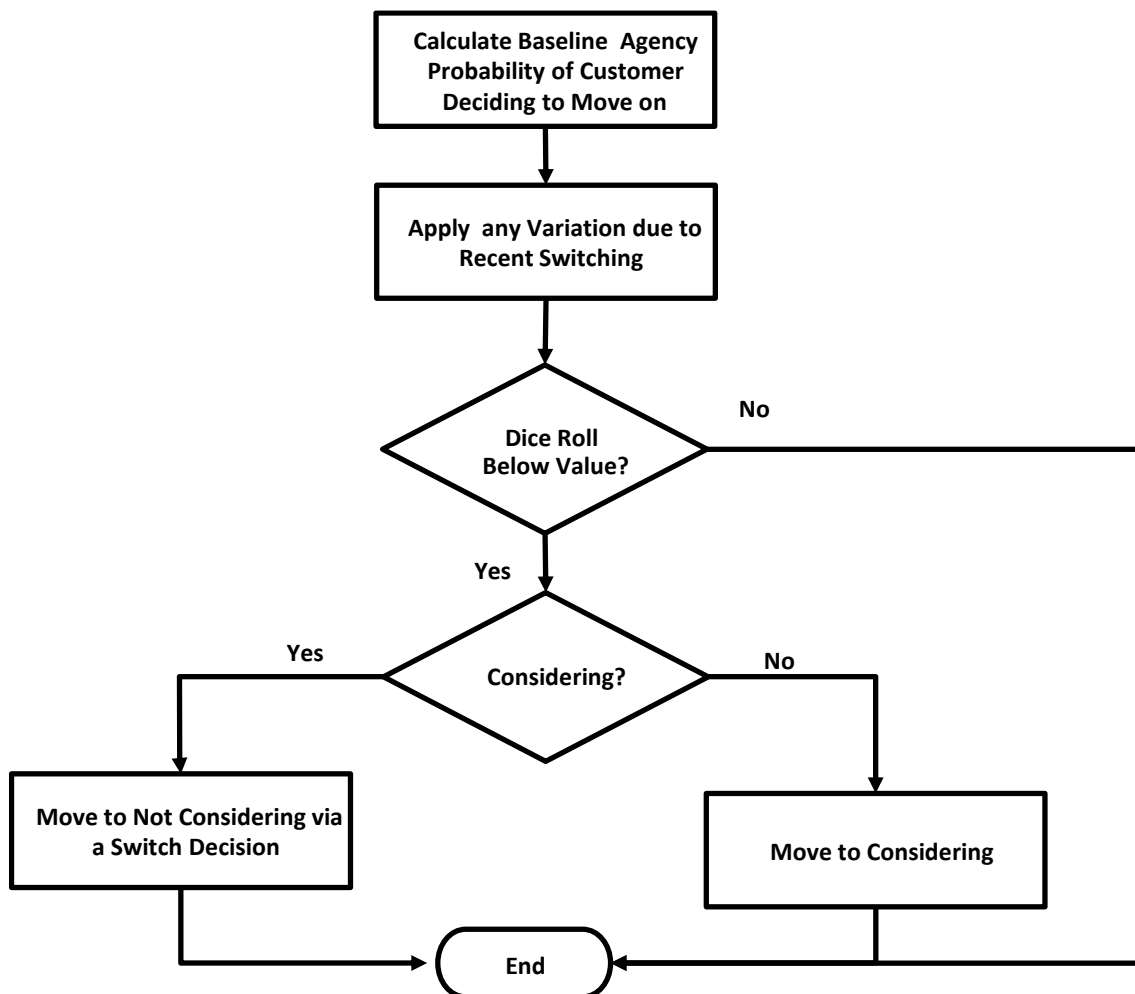 Calculate Baseline Agency
Probability of Customer
Deciding to Move on
Apply any Variation due to
Recent Switching
No
Dice Roll
Below Value?
Yes
Yes
Considering?
No
Move to Not Considering via
a Switch Decision
Move to Considering
End